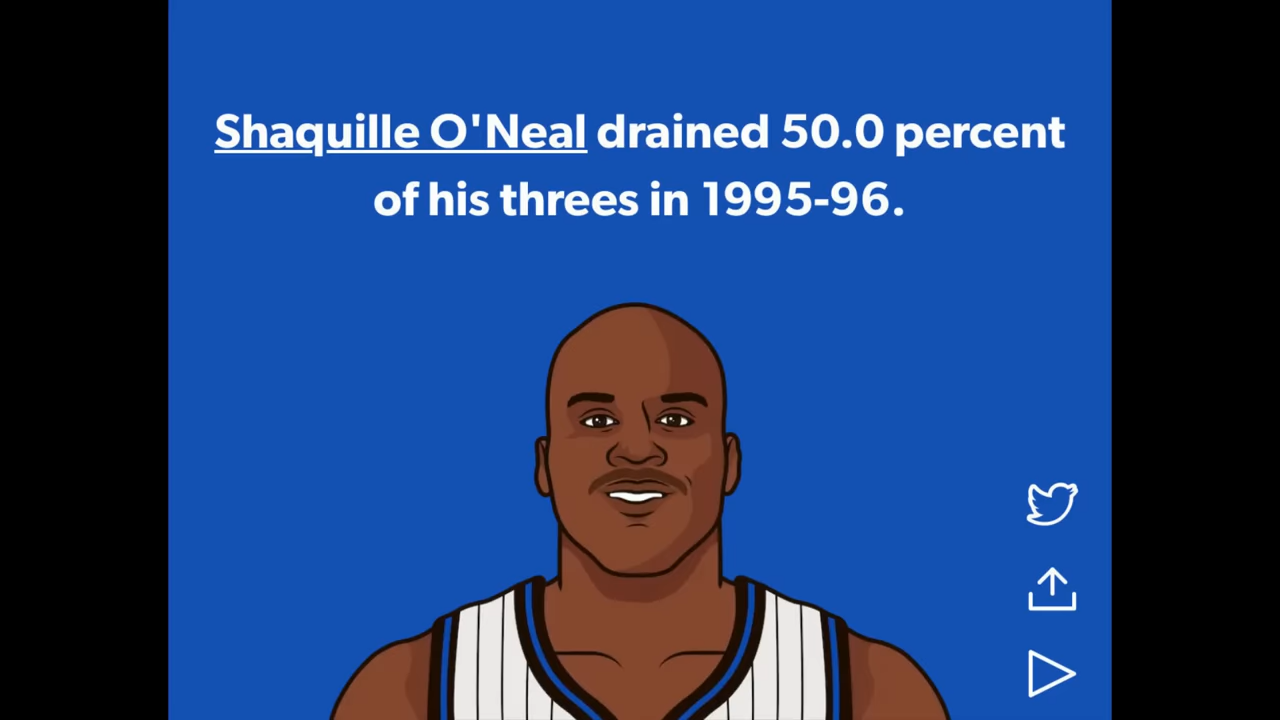 Shaquille O'Neal drained 50.0 percent
of his threes in 1995-96.